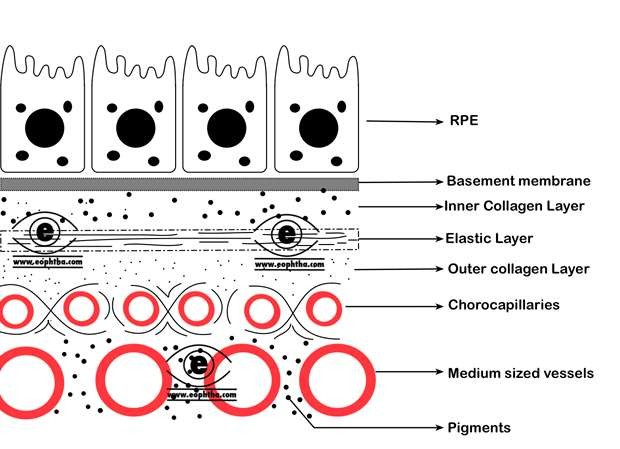 RPE
Basement membrane
Inner Collagen Layer
e
e
Elastic Layer
www.eophtha.com
www.eophtha.com
Outer collagen Layer
Chorocapillaries
e
Medium sized vessels
www.eophtha.com
Pigments